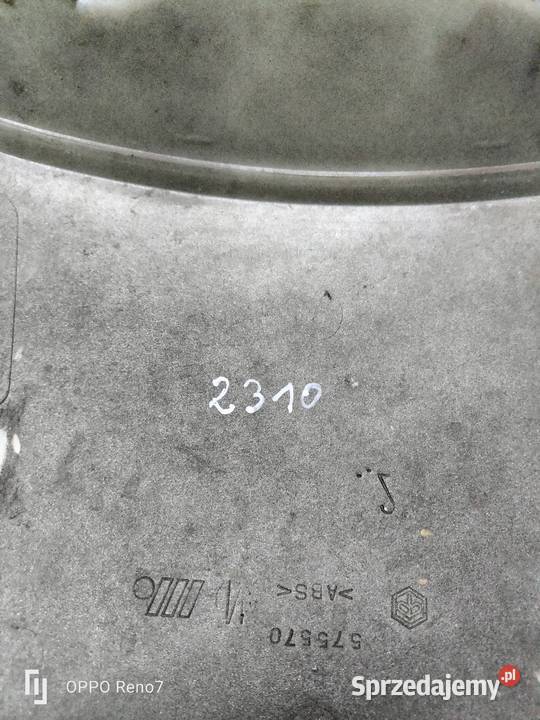 2310
>ABS<
575570
OPPO Reno7
Sprzedajemy.pl